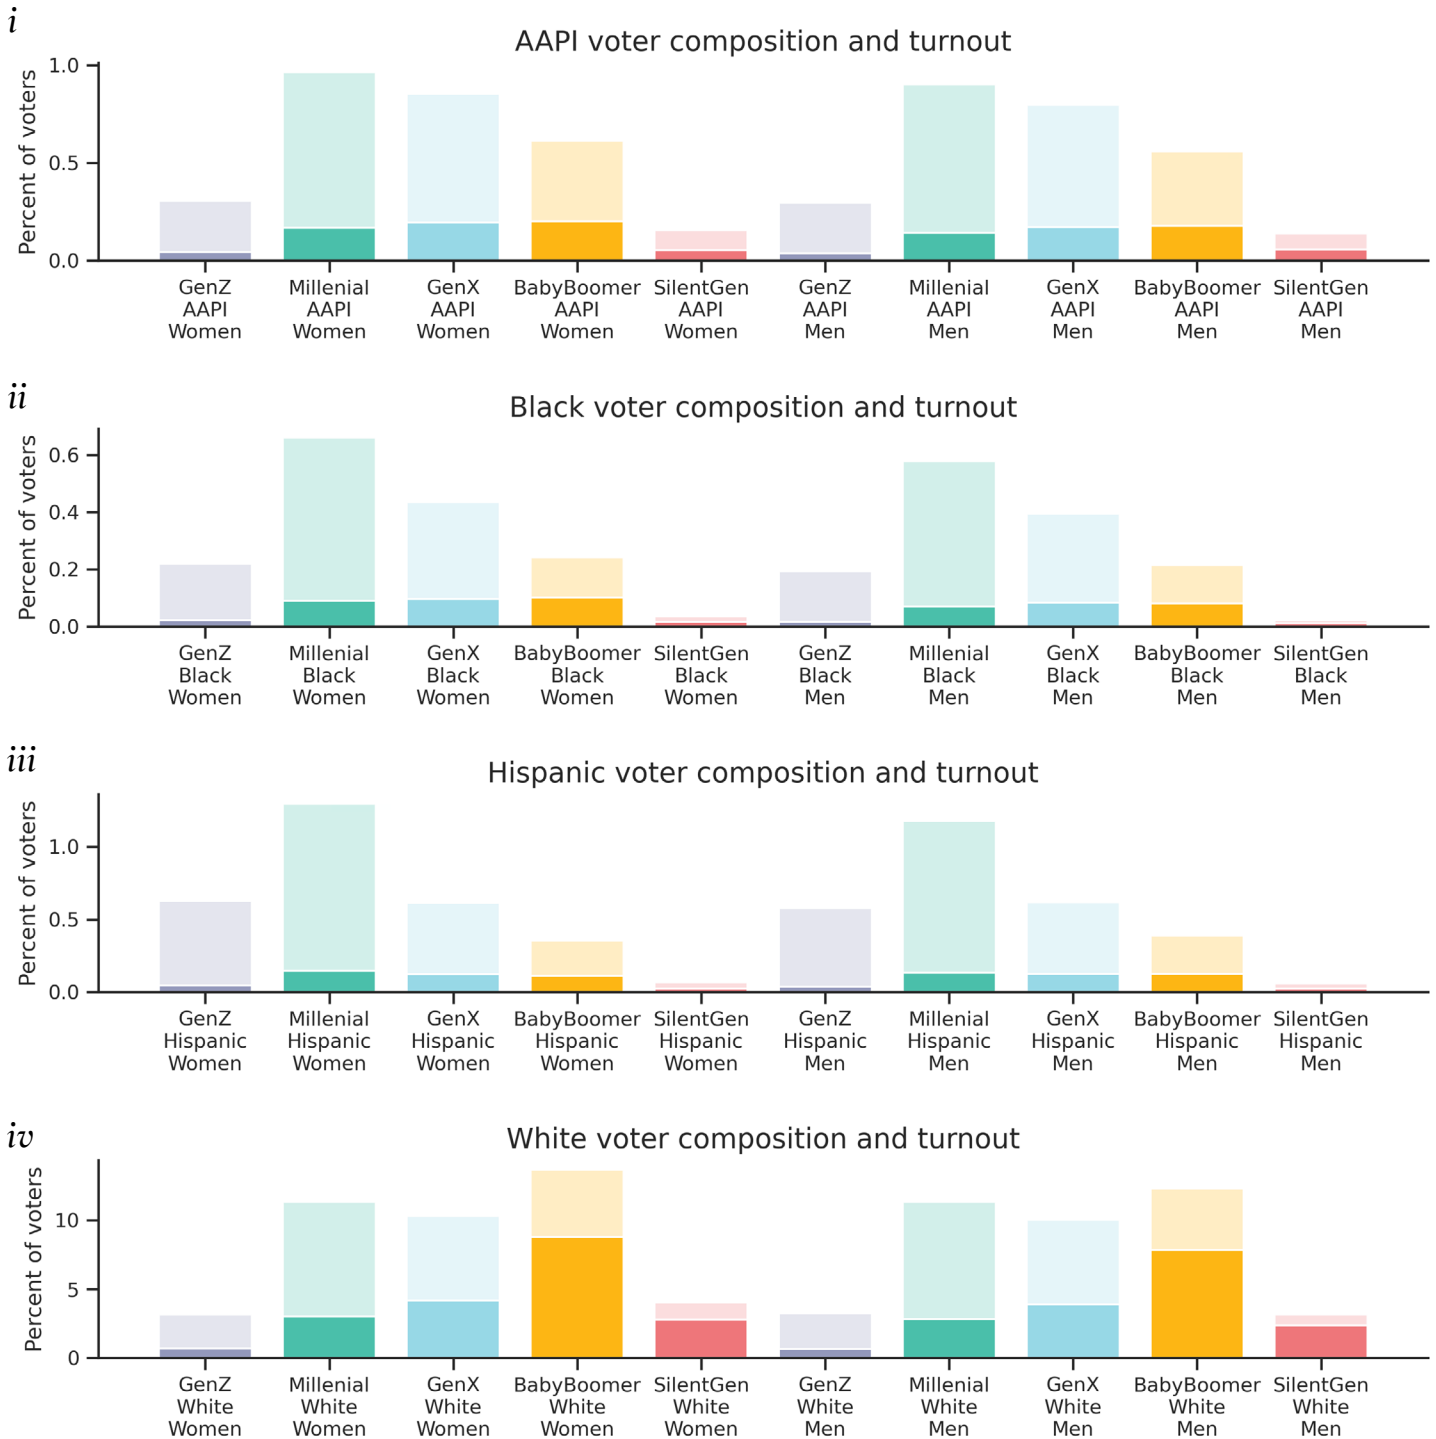 i
AAPI voter composition and turnout
Percent of voters
1.0
0.5
0.0
GenZ Millenial GenX BabyBoomer SilentGen GenZ Millenial GenX BabyBoomer SilentGen
AAPI AAPI AAPI AAPI AAPI AAPI AAPI AAPI AAPI AAPI
Women Women Women Women Women Men Men Men Men Men
ii
Black voter composition and turnout
Percent of voters
0.6
0.4
0.2
0.0
GenZ Millenial GenX BabyBoomer SilentGen GenZ Millenial GenX BabyBoomer SilentGen
Black Black Black Black Black Black Black Black Black Black
Women Women Women Women Women Men Men Men Men Men
iii
Hispanic voter composition and turnout
Percent of voters
1.0
0.5
0.0
GenZ Millenial GenX BabyBoomer SilentGen GenZ Millenial GenX BabyBoomer SilentGen
Hispanic Hispanic Hispanic Hispanic Hispanic Hispanic Hispanic Hispanic Hispanic Hispanic
Women Women Women Women Women Men Men Men Men Men
iv
White voter composition and turnout
Percent of voters
10
5
0
GenZ Millenial GenX BabyBoomer SilentGen GenZ Millenial GenX BabyBoomer SilentGen
White White White White White White White White White White
Women Women Women Women Women Men Men Men Men Men